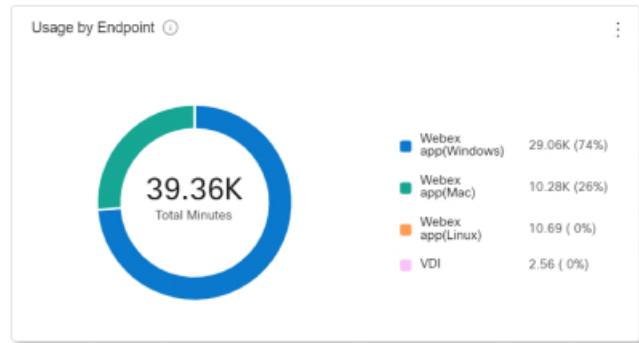 Usage by Endpoint
39.36K
Total Minutes
Webex
app(Windows)
29.06K (74%)
Webex
app(Mac)
10.28K (26%)
Webex
app(Linux)
10.69 ( 0%)
VDI
2.56 ( 0%)